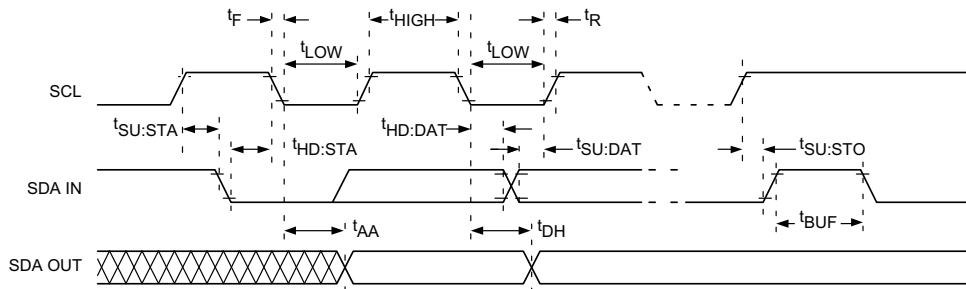 tF
tHIGH
tR
tLOW
tLOW
SCL
tSU:STA
tHD:DAT
tHD:STA
tSU:DAT
tSU:STO
SDA IN
tAA
tDH
tBUF
SDA OUT